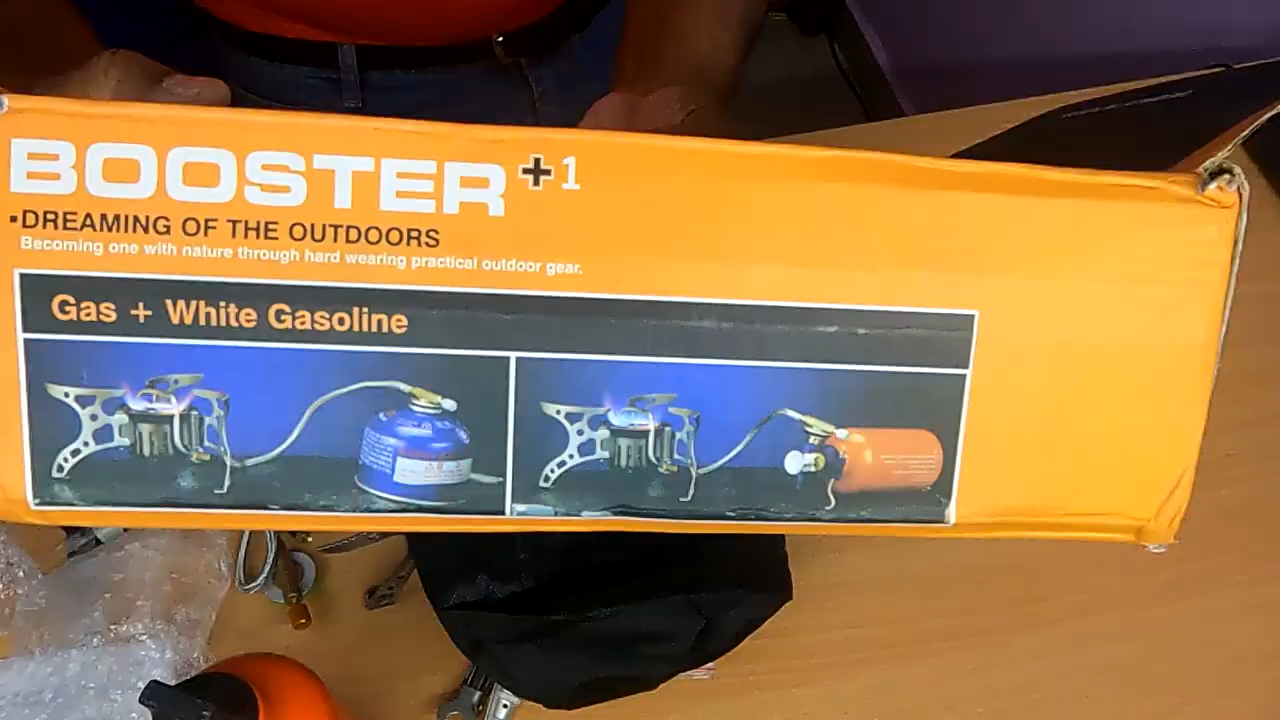 BOOSTER+1
▪DREAMING OF THE OUTDOORS
Becoming one with nature through hard wearing practical outdoor gear.
Gas + White Gasoline